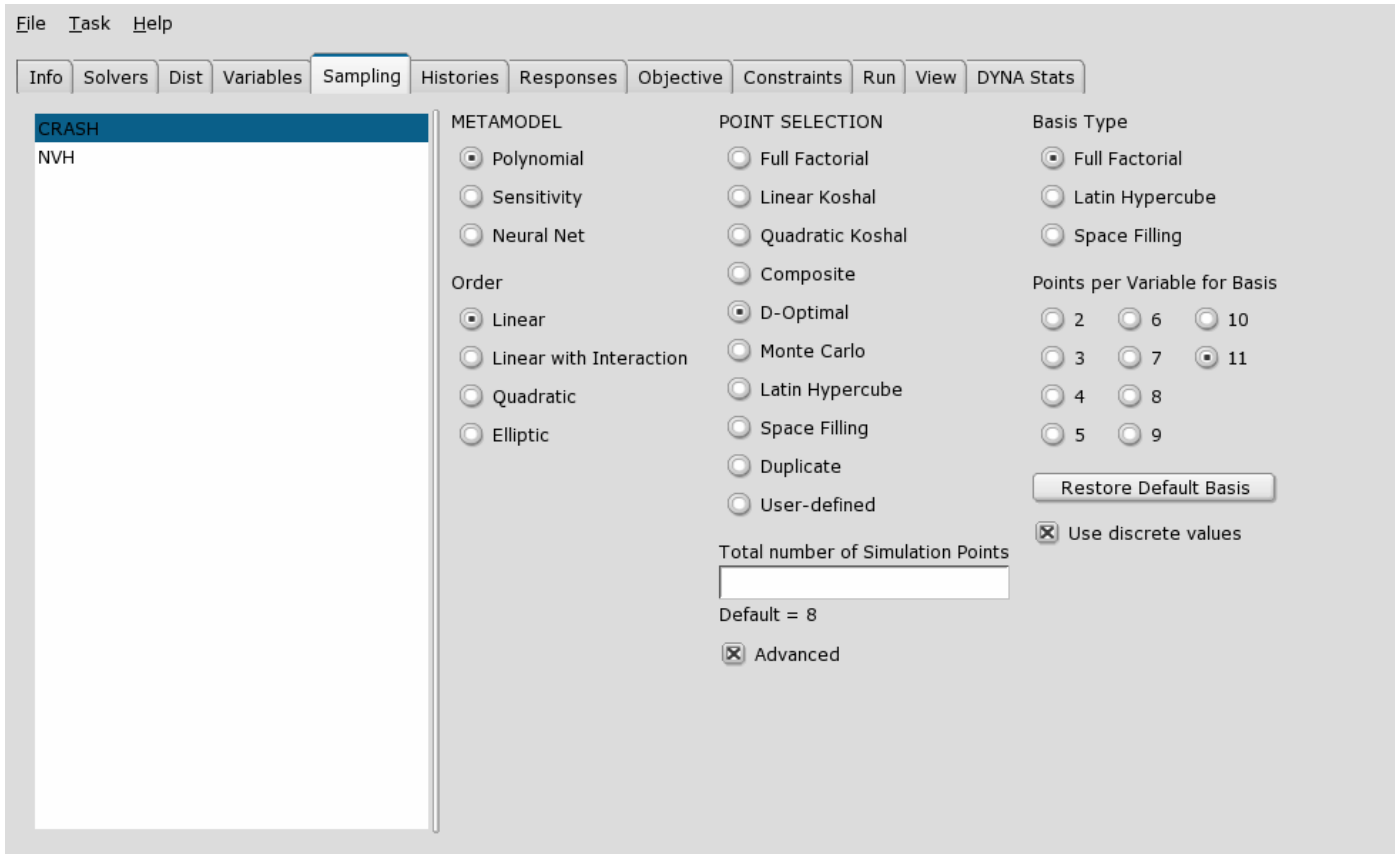 File Task Help
Info Solvers Dist Variables Sampling Histories Responses Objective Constraints Run View DYNA Stats
CRASH
NVH
METAMODEL
Polynomial
Sensitivity
Neural Net
Order
Linear
Linear with Interaction
Quadratic
Elliptic
POINT SELECTION
Full Factorial
Linear Koshal
Quadratic Koshal
Composite
D-Optimal
Monte Carlo
Latin Hypercube
Space Filling
Duplicate
User-defined
Total number of Simulation Points
Default = 8
Advanced
Basis Type
Full Factorial
Latin Hypercube
Space Filling
Points per Variable for Basis
2 6 10
3 7 11
4 8
5 9
Restore Default Basis
Use discrete values